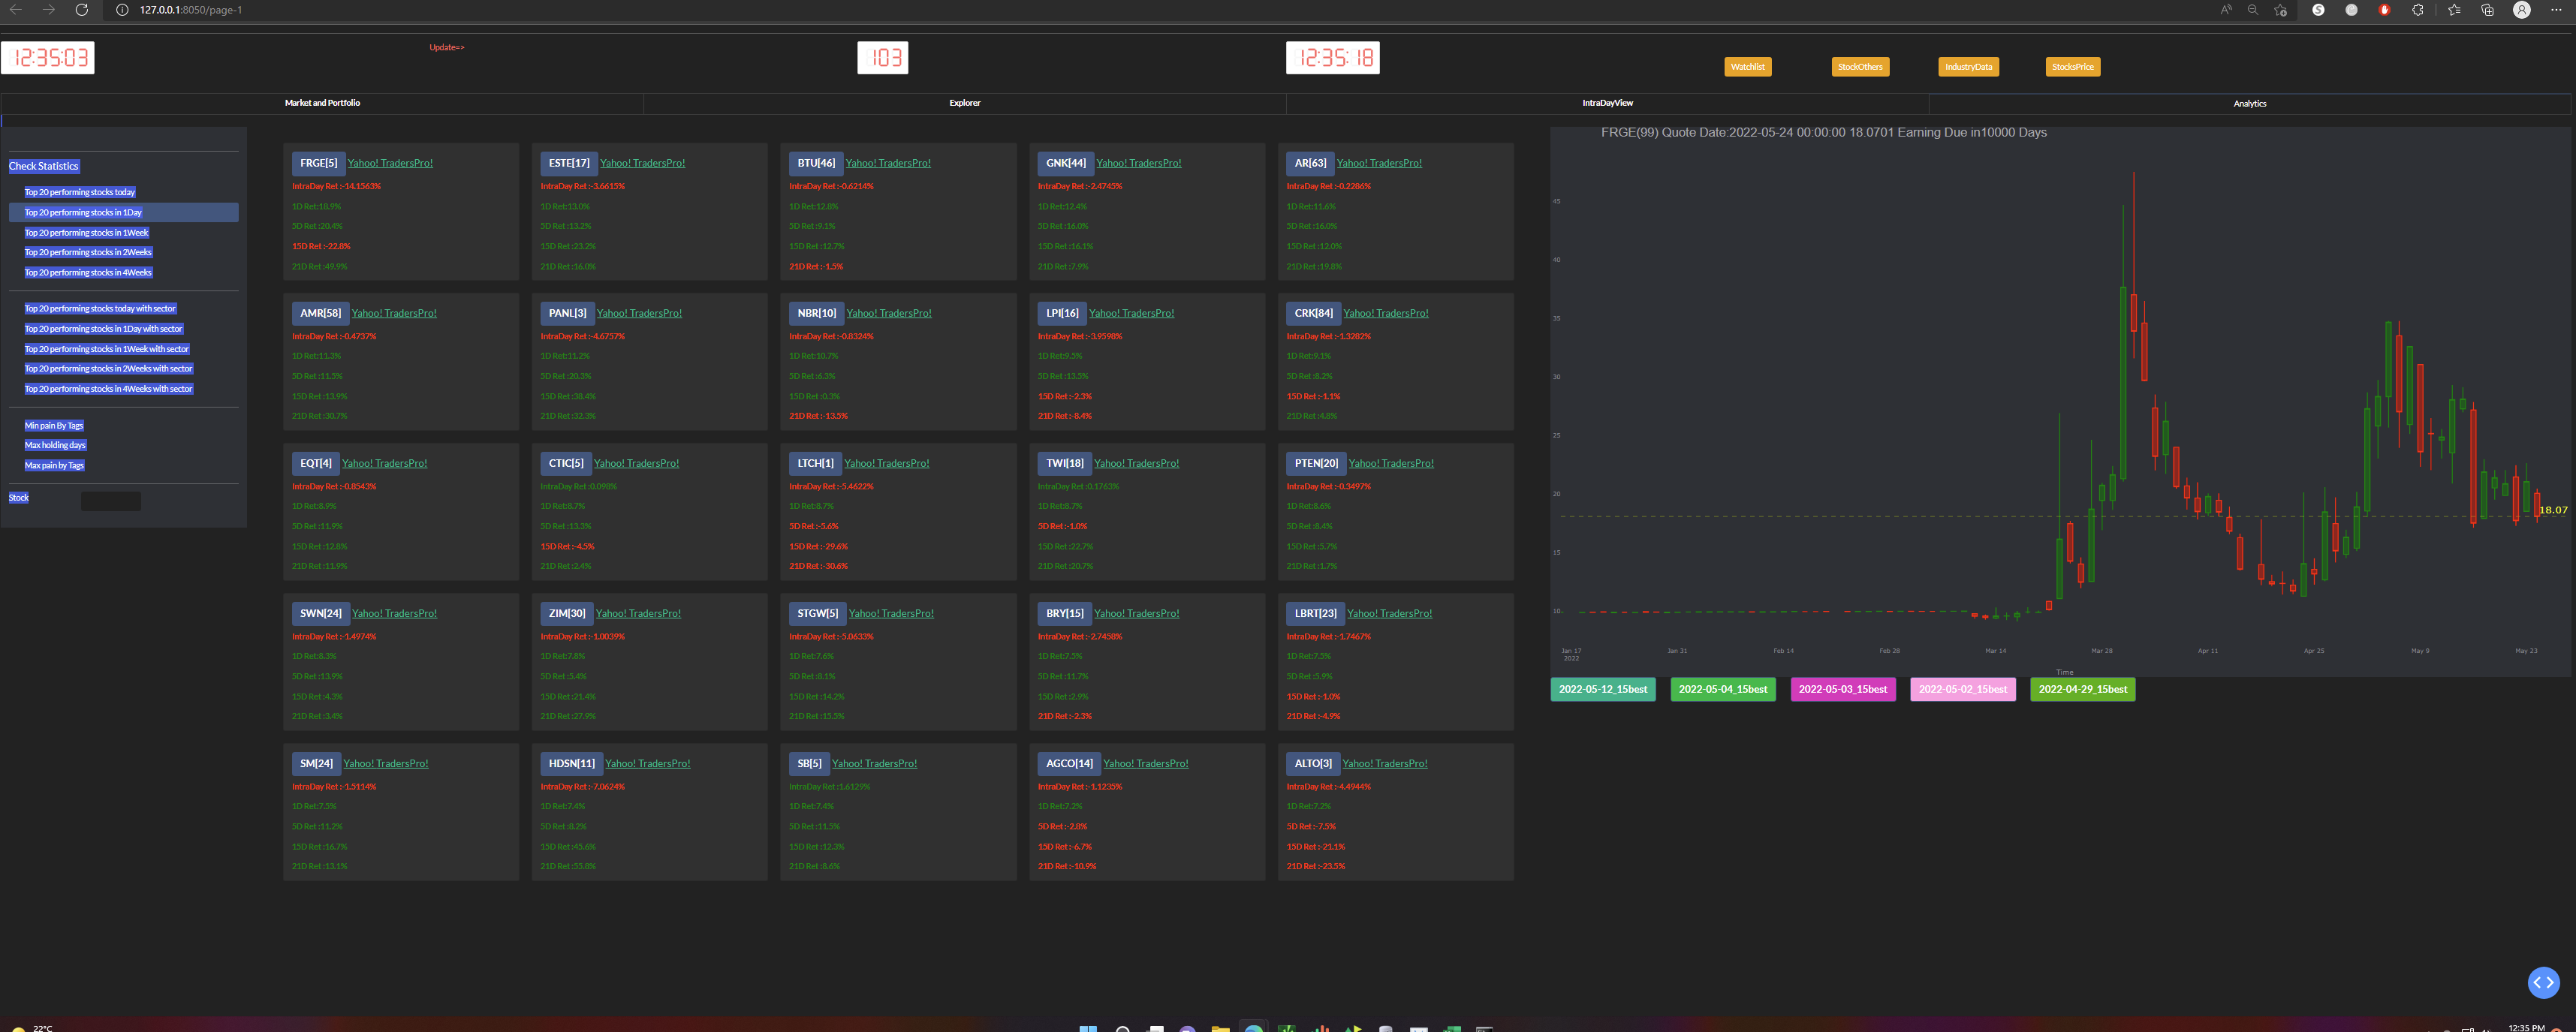 127.0.0.1:8050/page-1
12:35:03
Update=>
103
12:35:18
Watchlist
StockOthers
IndustryData
StocksPrice
Market and Portfolio
Explorer
IntraDayView
Analytics
Check Statistics
Top 20 performing stocks today
Top 20 performing stocks in 1Day
Top 20 performing stocks in 1Week
Top 20 performing stocks in 2Weeks
Top 20 performing stocks in 4Weeks
Top 20 performing stocks today with sector
Top 20 performing stocks in 1Day with sector
Top 20 performing stocks in 1Week with sector
Top 20 performing stocks in 2Weeks with sector
Top 20 performing stocks in 4Weeks with sector
Min pain By Tags
Max holding days
Max pain by Tags
Stock
FRGE[5] Yahoo! TradersPro!
IntraDay Ret :-14.1563%
1D Ret:18.9%
5D Ret :20.4%
15D Ret :-22.8%
21D Ret :49.9%
ESTE[17] Yahoo! TradersPro!
IntraDay Ret :-3.6615%
1D Ret:13.0%
5D Ret :13.2%
15D Ret :23.2%
21D Ret :16.0%
BTU[46] Yahoo! TradersPro!
IntraDay Ret :-0.6214%
1D Ret:12.8%
5D Ret :9.1%
15D Ret :12.7%
21D Ret :-1.5%
GNK[44] Yahoo! TradersPro!
IntraDay Ret :-2.4745%
1D Ret:12.4%
5D Ret :16.0%
15D Ret :16.1%
21D Ret :7.9%
AR[63] Yahoo! TradersPro!
IntraDay Ret :-0.2286%
1D Ret:11.6%
5D Ret :16.0%
15D Ret :12.0%
21D Ret :19.8%
AMR[58] Yahoo! TradersPro!
IntraDay Ret :-0.4737%
1D Ret:11.3%
5D Ret :11.5%
15D Ret :13.9%
21D Ret :30.7%
PANL[3] Yahoo! TradersPro!
IntraDay Ret :-4.6757%
1D Ret:11.2%
5D Ret :20.3%
15D Ret :38.4%
21D Ret :32.3%
NBR[10] Yahoo! TradersPro!
IntraDay Ret :-0.8324%
1D Ret:10.7%
5D Ret :6.3%
15D Ret :0.3%
21D Ret :-13.5%
LPI[16] Yahoo! TradersPro!
IntraDay Ret :-3.9598%
1D Ret:9.5%
5D Ret :13.5%
15D Ret :-2.3%
21D Ret :-8.4%
CRK[84] Yahoo! TradersPro!
IntraDay Ret :-1.3282%
1D Ret:9.1%
5D Ret :8.2%
15D Ret :-1.1%
21D Ret :4.8%
EQT[4] Yahoo! TradersPro!
IntraDay Ret :-0.8543%
1D Ret:8.9%
5D Ret :11.9%
15D Ret :12.8%
21D Ret :11.9%
CTIC[5] Yahoo! TradersPro!
IntraDay Ret :0.098%
1D Ret:8.7%
5D Ret :13.3%
15D Ret :-4.5%
21D Ret :2.4%
LTCH[1] Yahoo! TradersPro!
IntraDay Ret :-5.4622%
1D Ret:8.7%
5D Ret :-5.6%
15D Ret :-29.6%
21D Ret :-30.6%
TWI[18] Yahoo! TradersPro!
IntraDay Ret :0.1763%
1D Ret:8.7%
5D Ret :-1.0%
15D Ret :22.7%
21D Ret :20.7%
PTEN[20] Yahoo! TradersPro!
IntraDay Ret :-0.3497%
1D Ret:8.6%
5D Ret :8.4%
15D Ret :5.7%
21D Ret :1.7%
SWN[24] Yahoo! TradersPro!
IntraDay Ret :-1.4974%
1D Ret:8.3%
5D Ret :13.9%
15D Ret :4.3%
21D Ret :3.4%
ZIM[30] Yahoo! TradersPro!
IntraDay Ret :-1.0039%
1D Ret:7.8%
5D Ret :5.4%
15D Ret :21.4%
21D Ret :27.9%
STGW[5] Yahoo! TradersPro!
IntraDay Ret :-5.0633%
1D Ret:7.6%
5D Ret :8.1%
15D Ret :14.2%
21D Ret :15.5%
BRY[15] Yahoo! TradersPro!
IntraDay Ret :-2.7458%
1D Ret:7.5%
5D Ret :11.7%
15D Ret :2.9%
21D Ret :-2.3%
LBRT[23] Yahoo! TradersPro!
IntraDay Ret :-1.7467%
1D Ret:7.5%
5D Ret :5.9%
15D Ret :-1.0%
21D Ret :-4.9%
SM[24] Yahoo! TradersPro!
IntraDay Ret :-1.5114%
1D Ret:7.5%
5D Ret :11.2%
15D Ret :16.7%
21D Ret :13.1%
HDSN[11] Yahoo! TradersPro!
IntraDay Ret :-7.0624%
1D Ret:7.4%
5D Ret :8.2%
15D Ret :45.6%
21D Ret :55.8%
SB[5] Yahoo! TradersPro!
IntraDay Ret :1.6129%
1D Ret:7.4%
5D Ret :11.5%
15D Ret :12.3%
21D Ret :8.6%
AGCO[14] Yahoo! TradersPro!
IntraDay Ret :-1.1235%
1D Ret:7.2%
5D Ret :-2.8%
15D Ret :-6.7%
21D Ret :-10.9%
ALTO[3] Yahoo! TradersPro!
IntraDay Ret :-4.4944%
1D Ret:7.2%
5D Ret :-7.5%
15D Ret :-21.1%
21D Ret :-23.5%
FRGE(99) Quote Date:2022-05-24 00:00:00 18.0701 Earning Due in10000 Days
45
40
35
30
25
20
15
10
18.07
Jan 17
2022
Jan 31
Feb 14
Feb 28
Mar 14
Mar 28
Apr 11
Apr 25
May 9
May 23
Time
2022-05-12_15best
2022-05-04_15best
2022-05-03_15best
2022-05-02_15best
2022-04-29_15best
22°C
12:35 PM